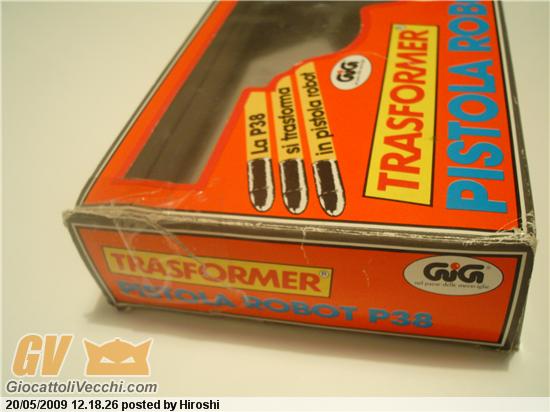 GiG
TRASFORMER
PISTOLA ROBO
La P38
si trasforma
in pistola robot
TRASFORMER®
PISTOLA ROBOT P38
GiG
nel paese delle meraviglie
GV
GiocattoliVecchi.com
20/05/2009 12.18.26 posted by Hiroshi